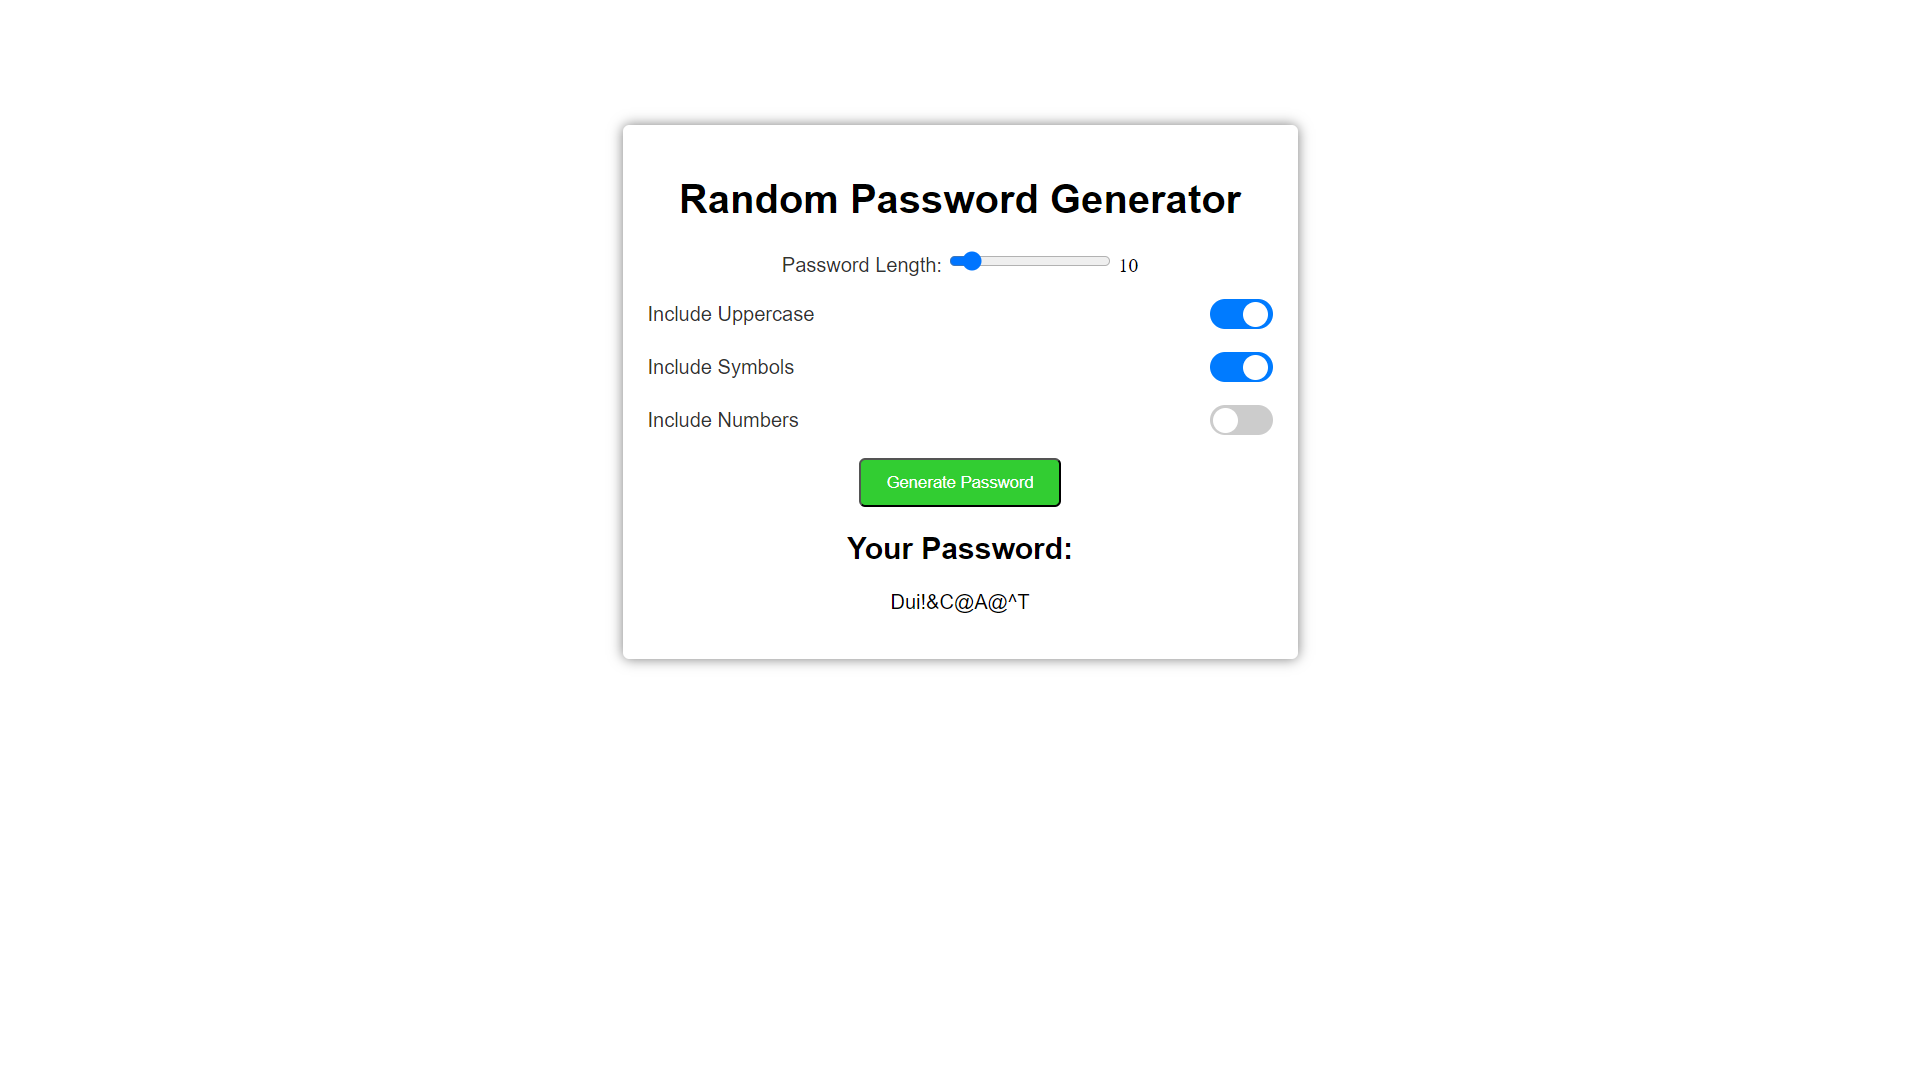 Random Password Generator
Password Length: 10
Include Uppercase
Include Symbols
Include Numbers
Generate Password
Your Password:
Dui!&C@A@^T